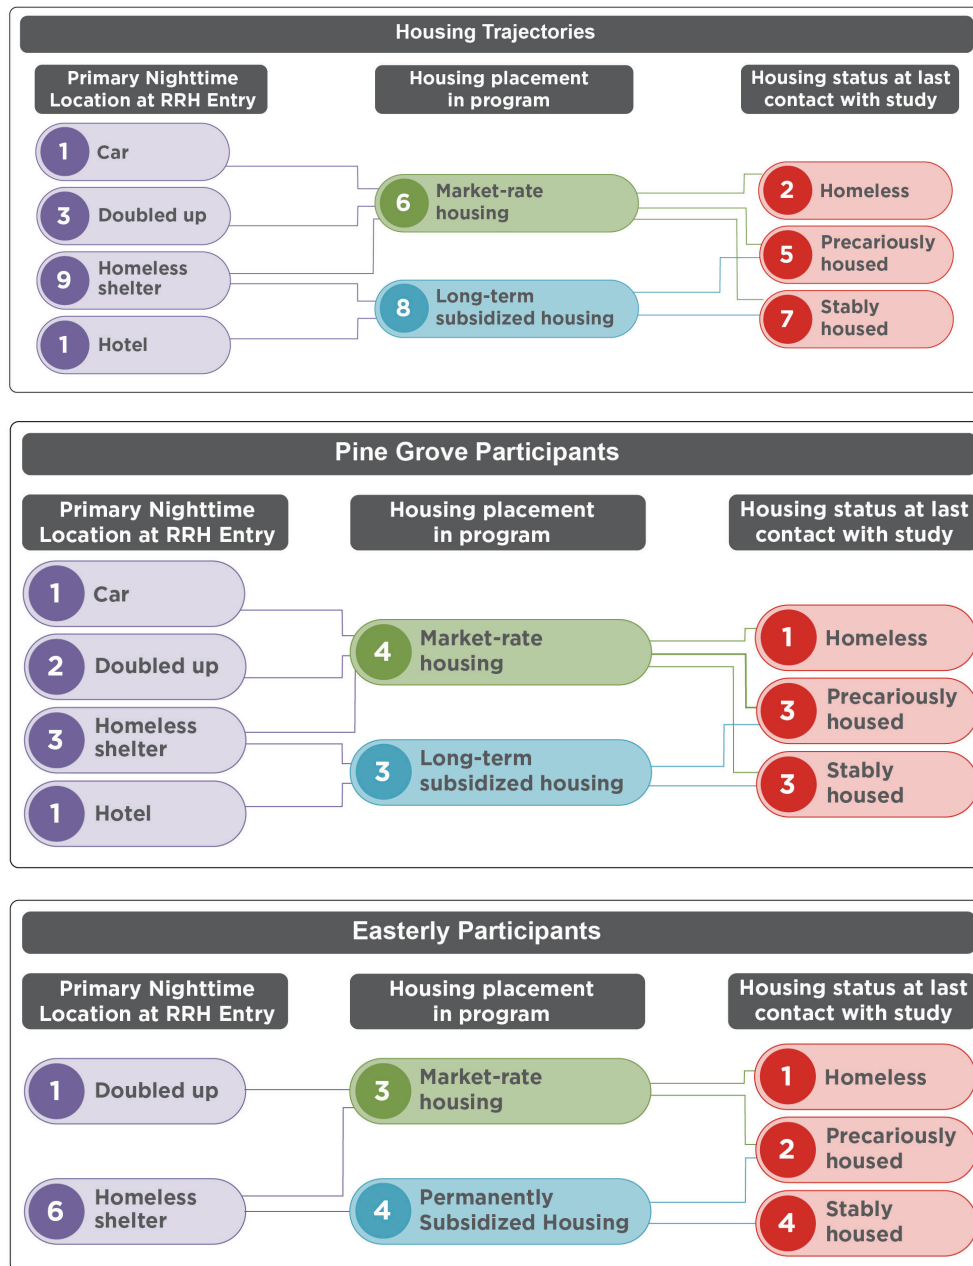 Housing Trajectories
Primary Nighttime
Location at RRH Entry
Housing placement
in program
Housing status at last
contact with study
1 Car
3 Doubled up
9 Homeless
shelter
1 Hotel
6 Market-rate
housing
8 Long-term
subsidized housing
2 Homeless
5 Precariously
housed
7 Stably
housed
Pine Grove Participants
Primary Nighttime
Location at RRH Entry
Housing placement
in program
Housing status at last
contact with study
1 Car
2 Doubled up
3 Homeless
shelter
1 Hotel
4 Market-rate
housing
3 Long-term
subsidized housing
1 Homeless
3 Precariously
housed
3 Stably
housed
Easterly Participants
Primary Nighttime
Location at RRH Entry
Housing placement
in program
Housing status at last
contact with study
1 Doubled up
6 Homeless
shelter
3 Market-rate
housing
4 Permanently
Subsidized Housing
1 Homeless
2 Precariously
housed
4 Stably
housed